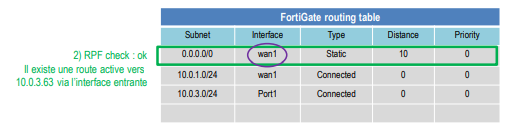 FortiGate routing table
Subnet Interface Type Distance Priority
0.0.0.0/0 wan1 Static 10 0
10.0.1.0/24 wan1 Connected 0 0
10.0.3.0/24 Port1 Connected 0 0
2) RPF check : ok
Il existe une route active vers
10.0.3.63 via l'interface entrante